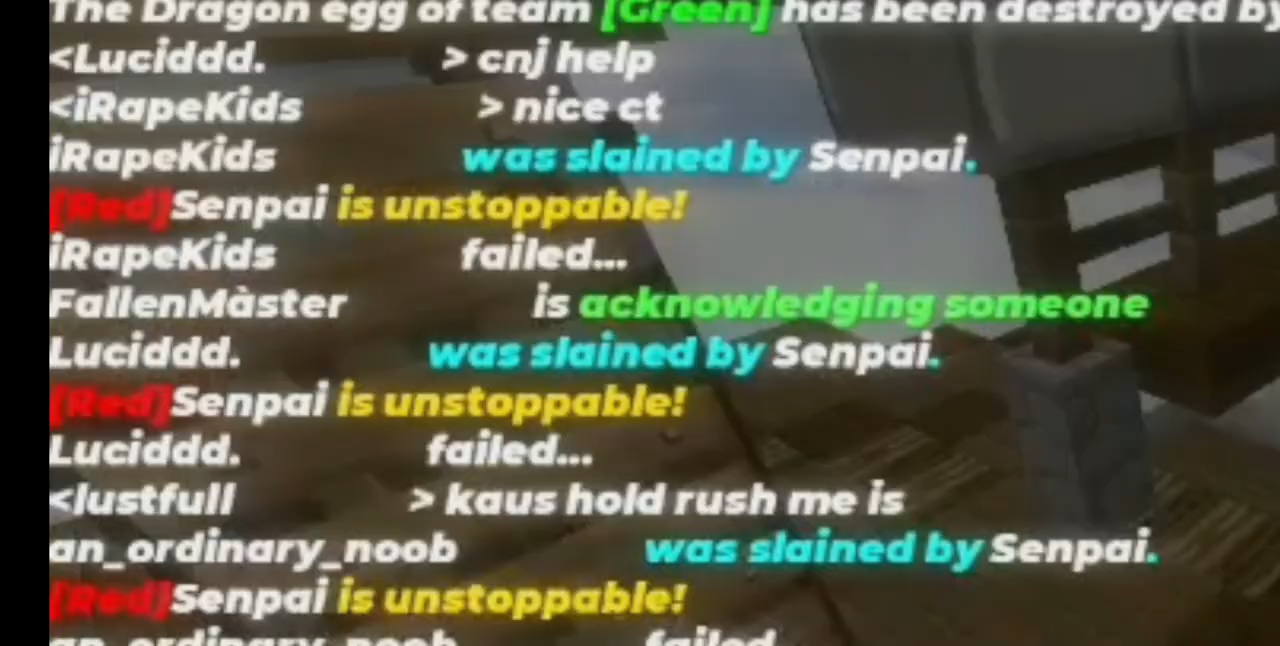 The Dragon egg of team [Green] has been destroyed by
<Luciddd. > cnj help
<iRapeKids > nice ct
iRapeKids was slained by Senpai.
[Red]Senpai is unstoppable!
iRapeKids failed...
FallenMàster is acknowledging someone
Luciddd. was slained by Senpai.
[Red]Senpai is unstoppable!
Luciddd. failed...
<lustfull > kaus hold rush me is
an_ordinary_noob was slained by Senpai.
[Red]Senpai is unstoppable!
an_ordinary_noob failed